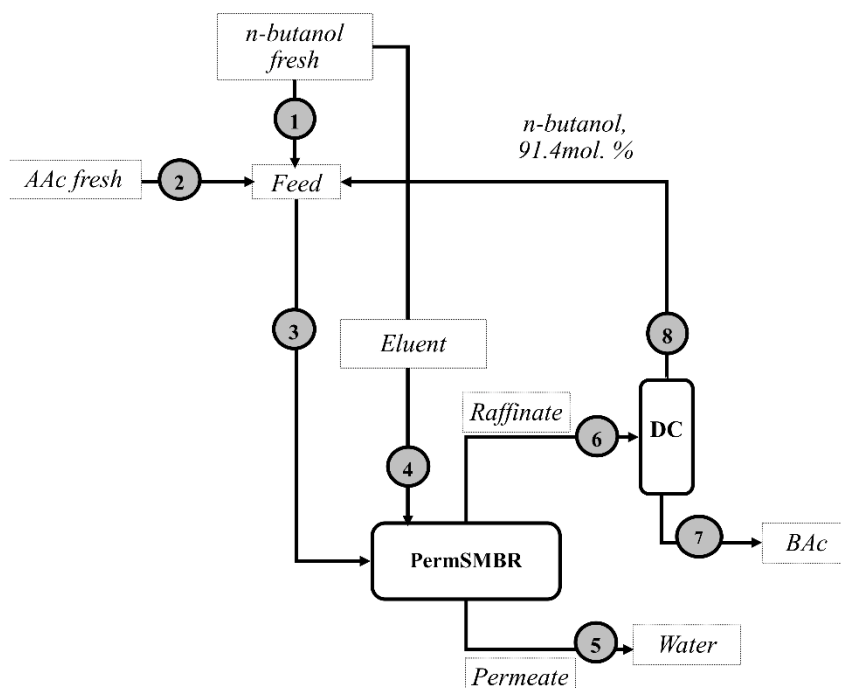 n-butanol
fresh
1
n-butanol,
91.4mol. %
AAc fresh
2
Feed
3
Eluent
8
Raffinate
6
DC
4
7
BAc
PermSMBR
5
Water
Permeate